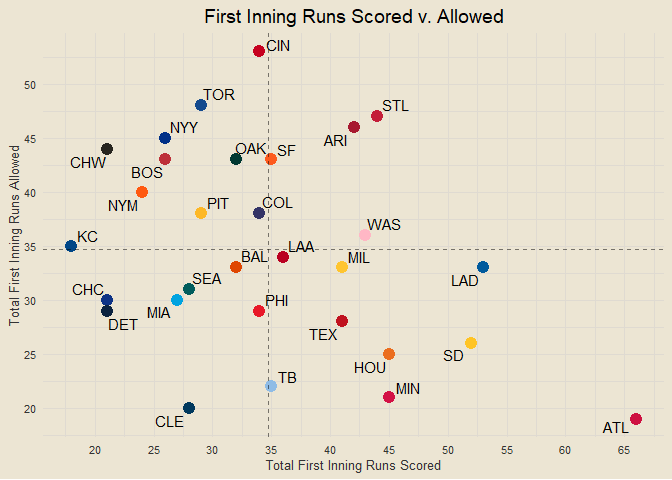 First Inning Runs Scored v. Allowed
CIN
TOR
STL
NYY
ARI
CHW
OAK
SF
BOS
NYM
PIT
COL
WAS
KC
LAA
BAL
MIL
LAD
SEA
CHC
MIA
PHI
DET
TEX
SD
HOU
TB
MIN
CLE
ATL
50
45
40
35
30
25
20
Total First Inning Runs Allowed
20 25 30 35 40 45 50 55 60 65
Total First Inning Runs Scored